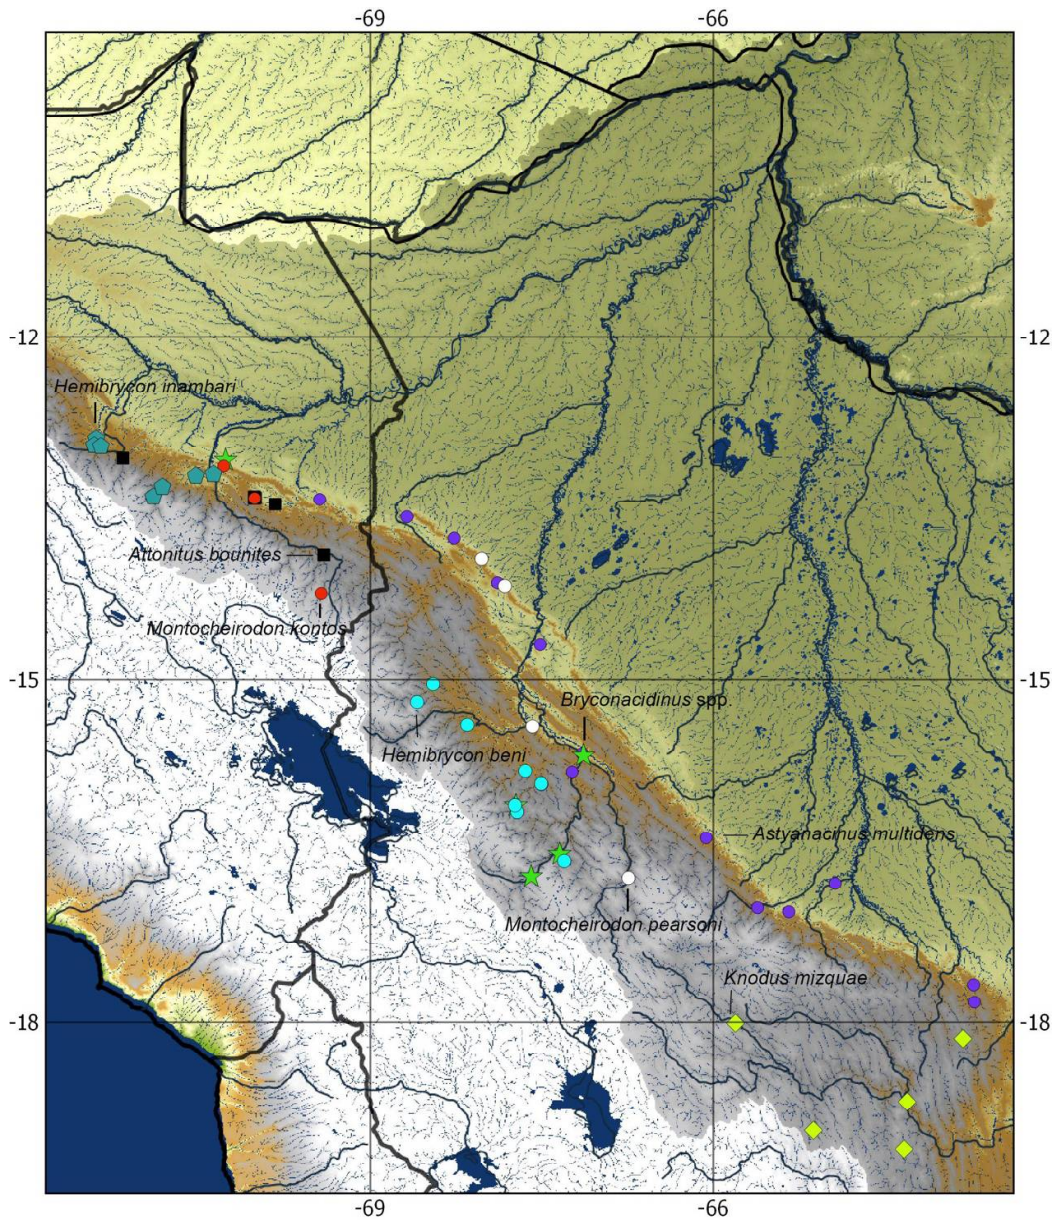 -69 -66
-12 -12
Hemibrycon inambari
Attonitus bounites
Montocheirodon kontos
-15 -15
Bryconacidinus spp.
Hemibrycon beni
Astyanacinus multidens
Montocheirodon pearsoni
Knodus mizquae
-18 -18
-69 -66